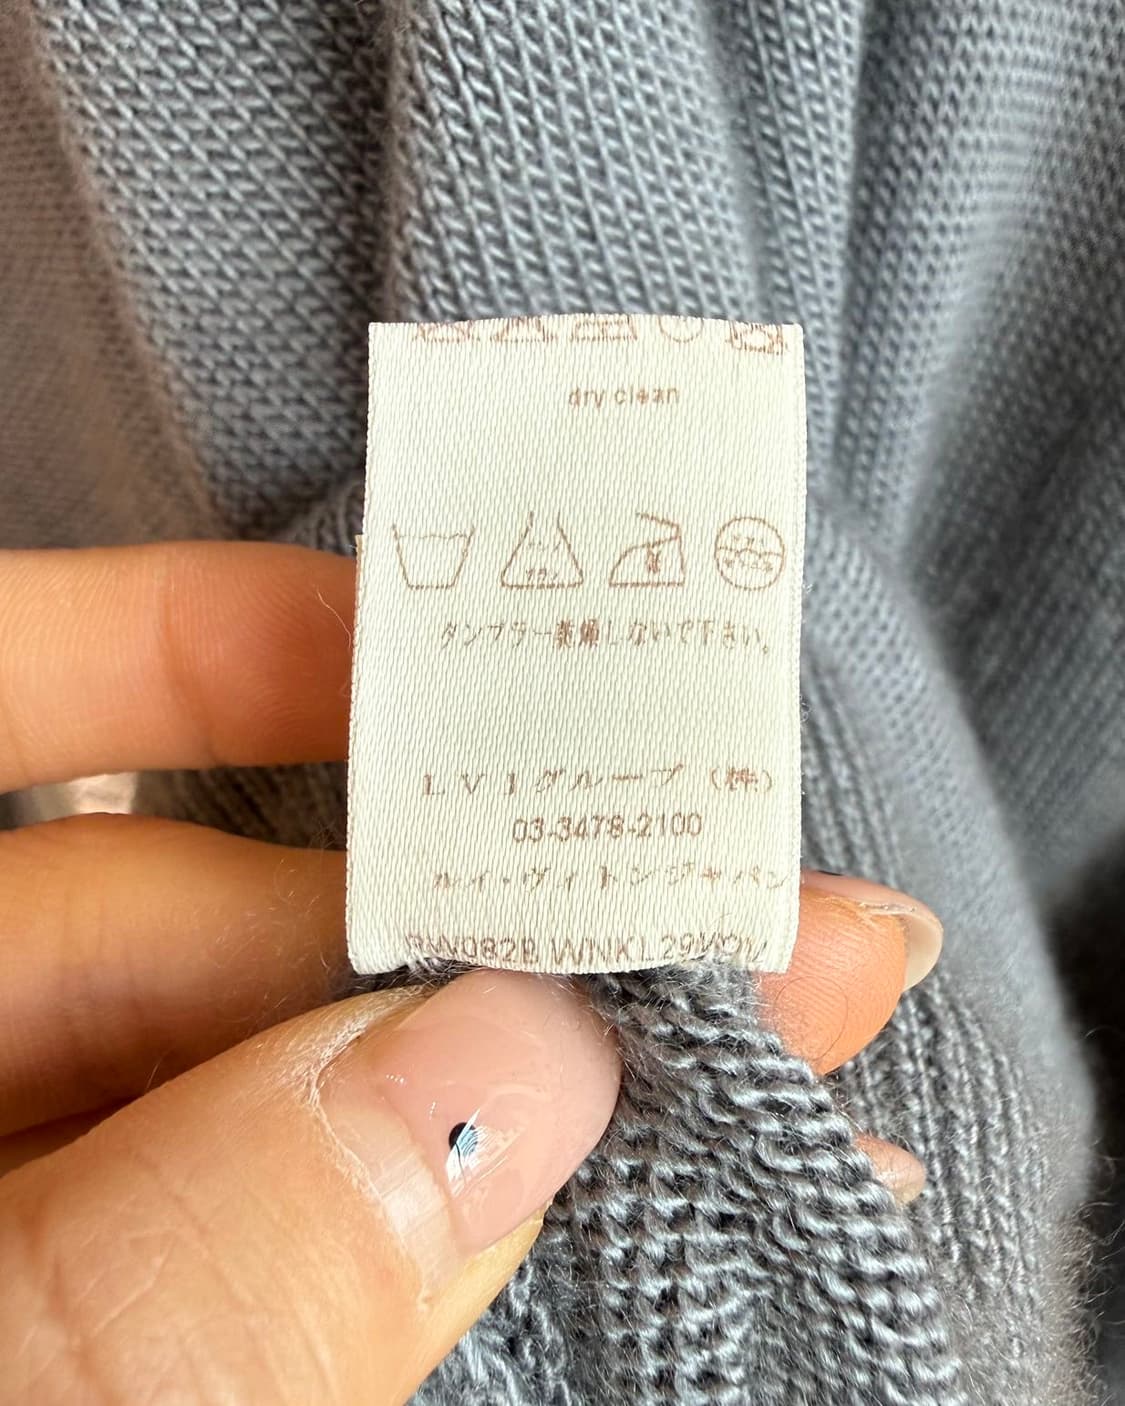 dry clean
タンブラー乾燥しないで下さい。
LVJグループ（株）
03-3478-2100
ルイ・ヴィトンジャパン